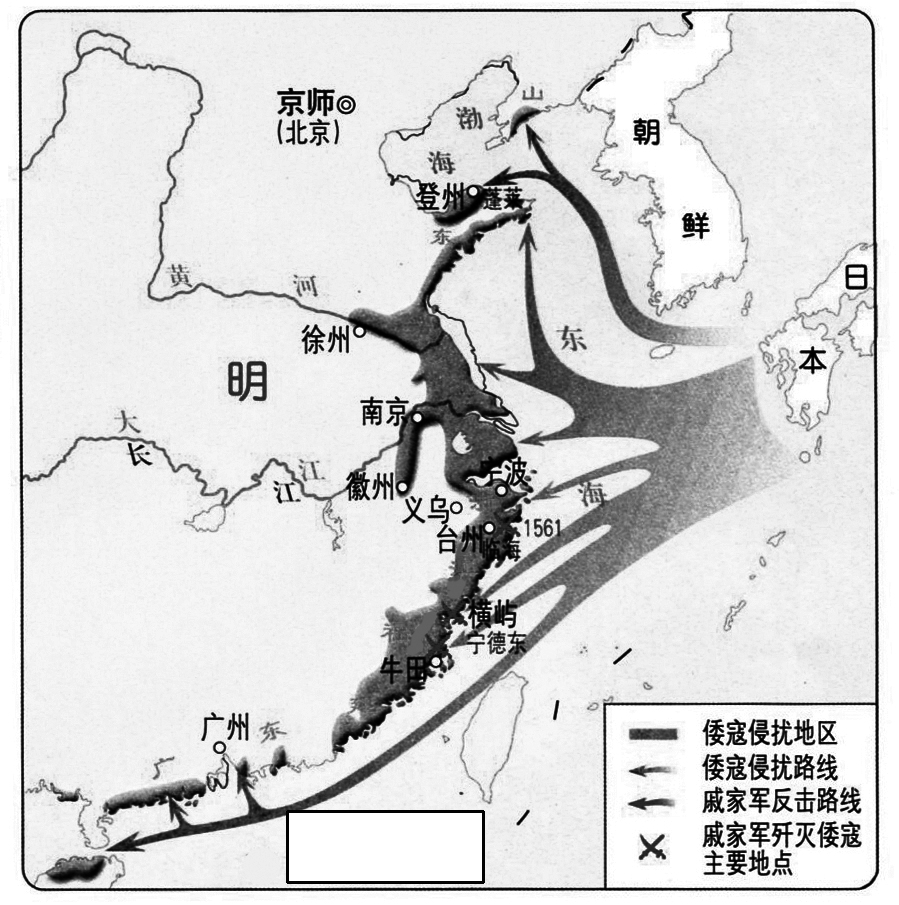 京师
(北京)
山
渤
海
朝
鲜
登州
蓬莱
东
日
本
黄
河
徐州
东
明
南京
大
长
江
江
徽州
宁波
海
义乌
1561
台州
临海
横屿
宁德东
牛田
广州
东
广
倭寇侵扰地区
倭寇侵扰路线
戚家军反击路线
戚家军歼灭倭寇
主要地点